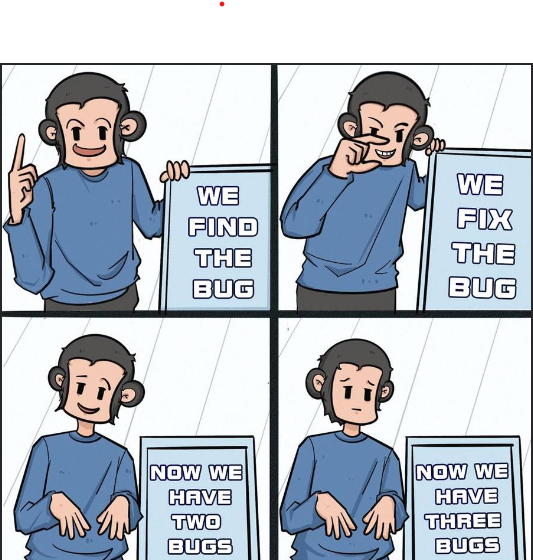 WE
FIND
THE
BUG
WE
FIX
THE
BUG
NOW WE
HAVE
TWO
BUGS
NOW WE
HAVE
THREE
BUGS